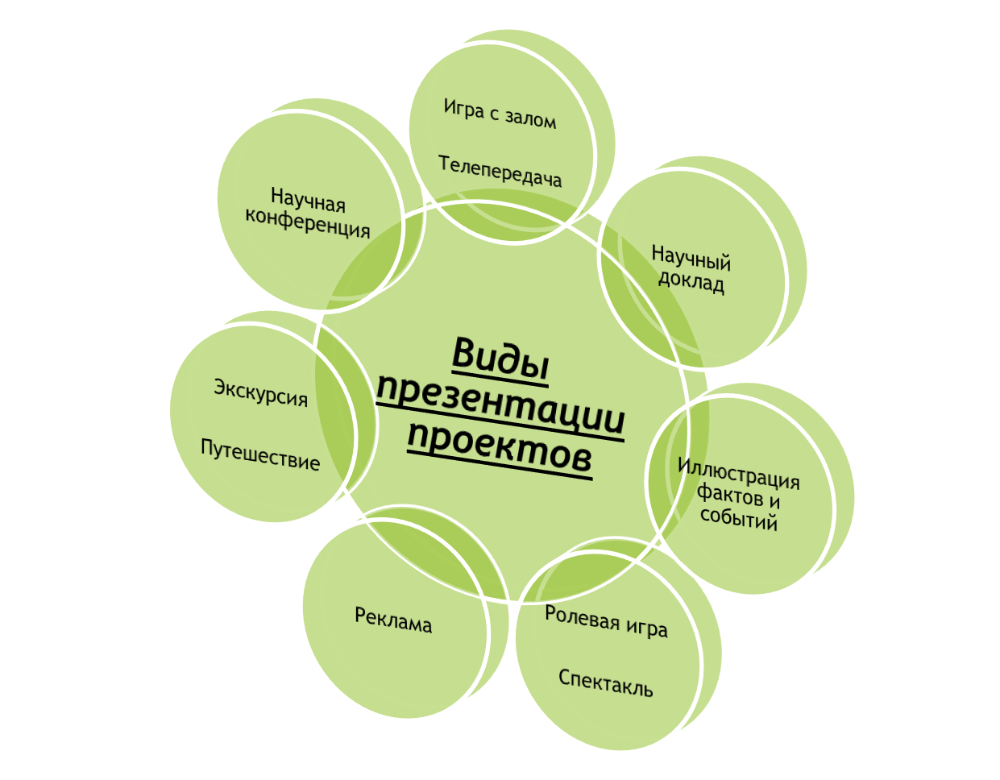 Игра с залом
Телепередача
Научный
доклад
Иллюстрация
фактов и
событий
Ролевая игра
Спектакль
Реклама
Экскурсия
Путешествие
Научная
конференция
Виды
презентации
проектов